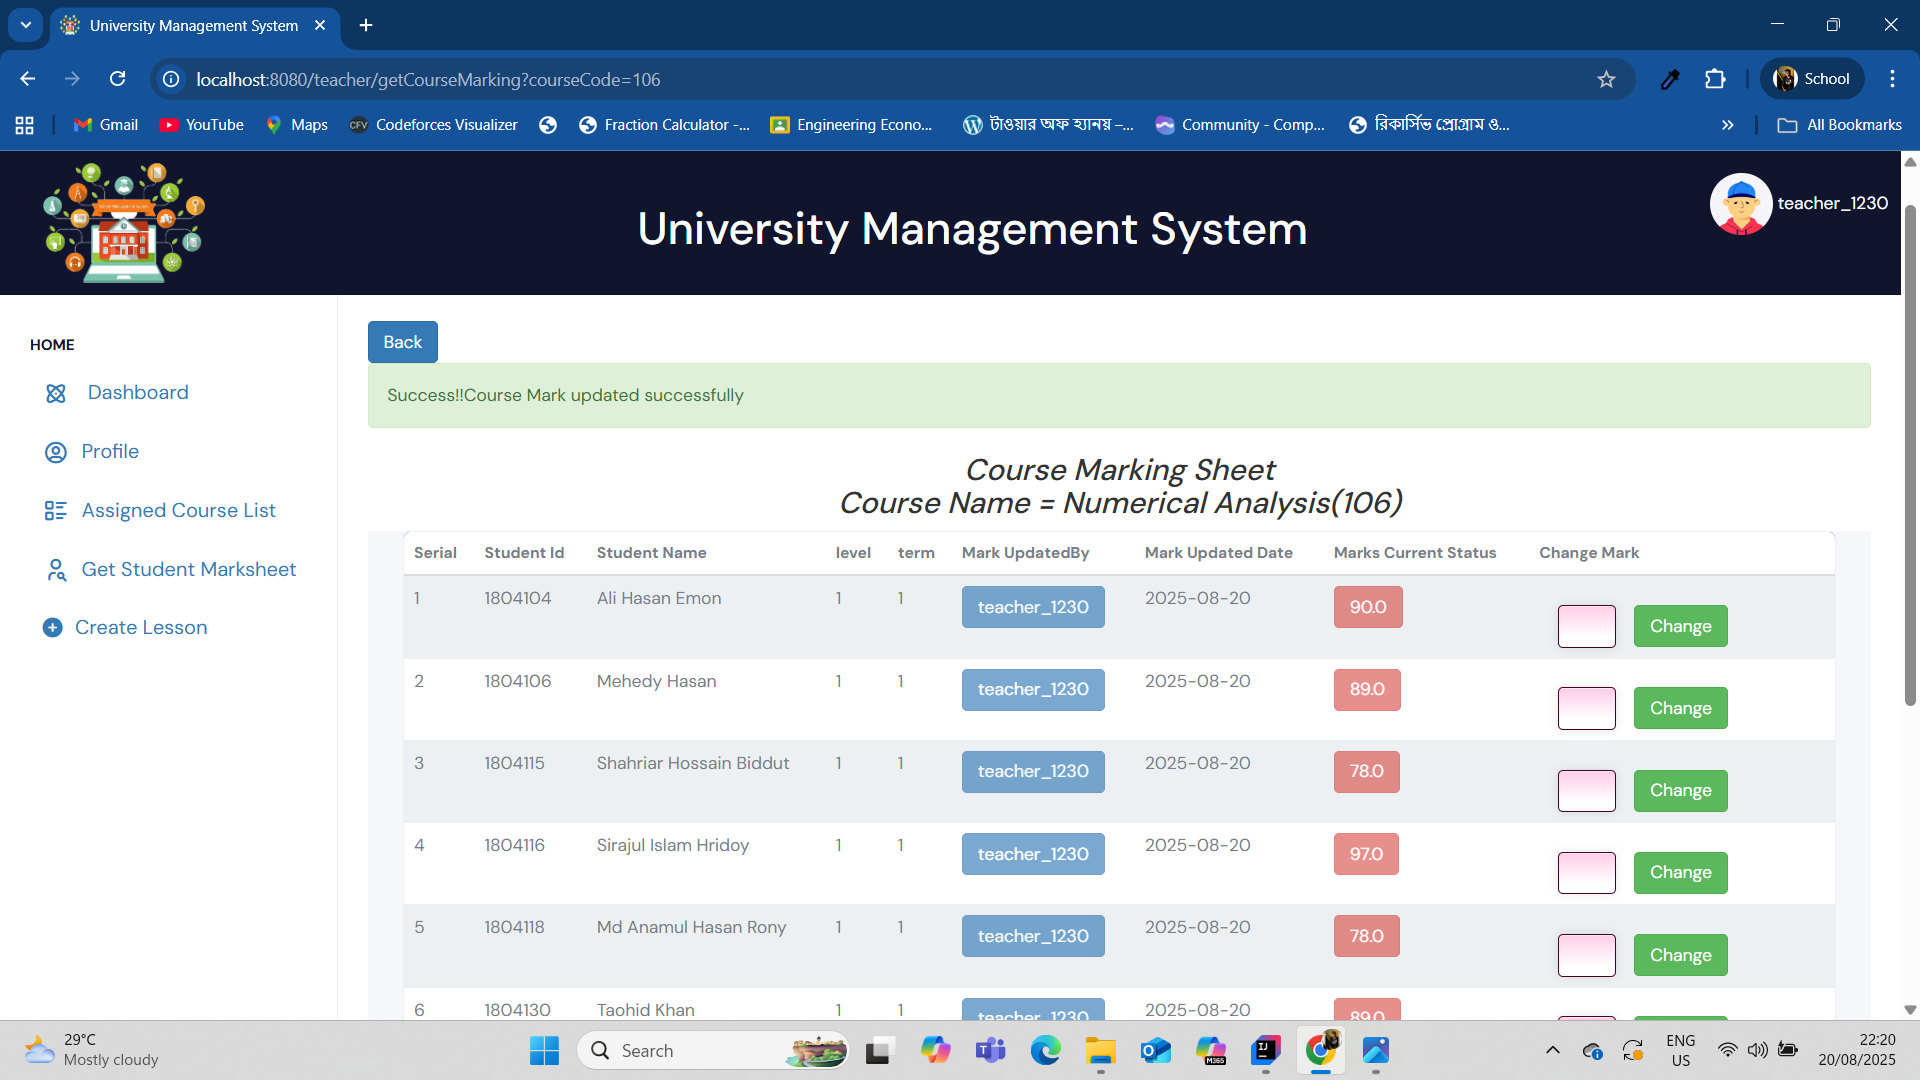 University Management System
localhost:8080/teacher/getCourseMarking?courseCode=106
School
Gmail
YouTube
Maps
CFV Codeforces Visualizer
Fraction Calculator -...
Engineering Econo...
টাওয়ার অফ হ্যানয় –...
Community - Comp...
রিকার্সিভ প্রোগ্রাম ও...
All Bookmarks
University Management System
teacher_1230
HOME
Dashboard
Profile
Assigned Course List
Get Student Marksheet
Create Lesson
Back
Success!!Course Mark updated successfully
Course Marking Sheet
Course Name = Numerical Analysis(106)
Serial Student Id Student Name level term Mark UpdatedBy Mark Updated Date Marks Current Status Change Mark
1 1804104 Ali Hasan Emon 1 1 teacher_1230 2025-08-20 90.0 Change
2 1804106 Mehedy Hasan 1 1 teacher_1230 2025-08-20 89.0 Change
3 1804115 Shahriar Hossain Biddut 1 1 teacher_1230 2025-08-20 78.0 Change
4 1804116 Sirajul Islam Hridoy 1 1 teacher_1230 2025-08-20 97.0 Change
5 1804118 Md Anamul Hasan Rony 1 1 teacher_1230 2025-08-20 78.0 Change
6 1804130 Taohid Khan 1 1 teacher_1230 2025-08-20 89.0
29°C
Mostly cloudy
Search
M365
ENG
US
22:20
20/08/2025